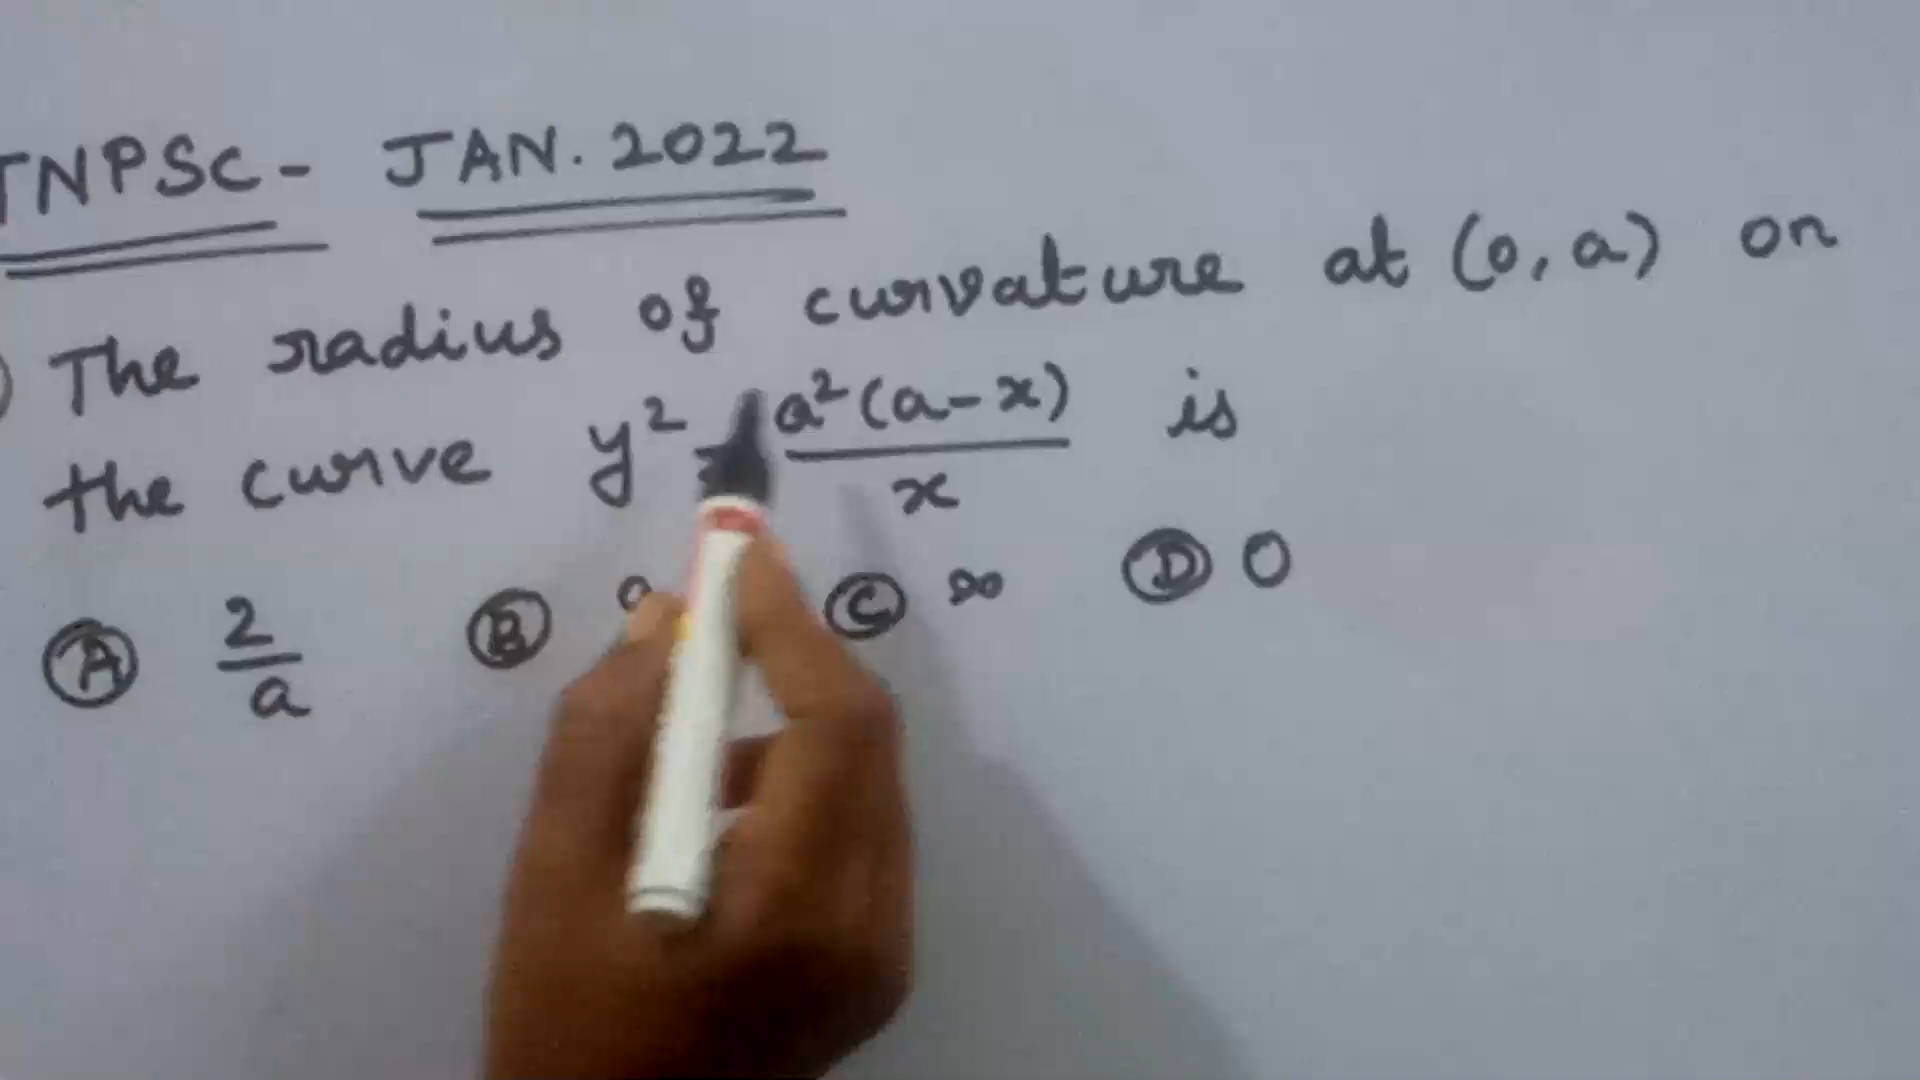 TNPSC - JAN. 2022
) The radius of curvature at (0, a) on
the curve y² = a²(a-x)/x is
Ⓐ 2/a Ⓑ Ⓒ ∞ Ⓓ 0